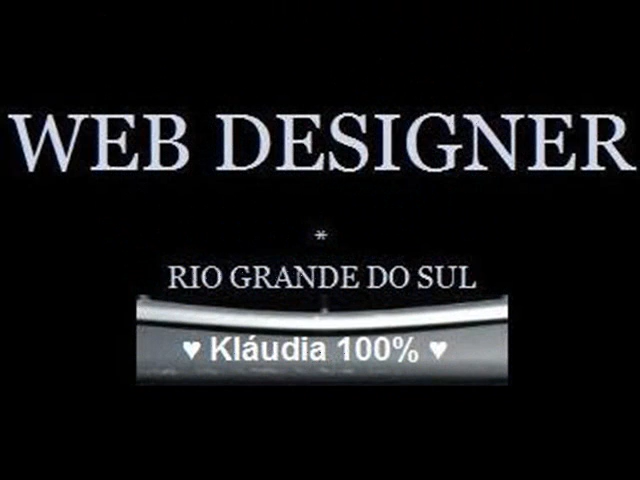 WEB DESIGNER
*
RIO GRANDE DO SUL
♥ Kláudia 100% ♥